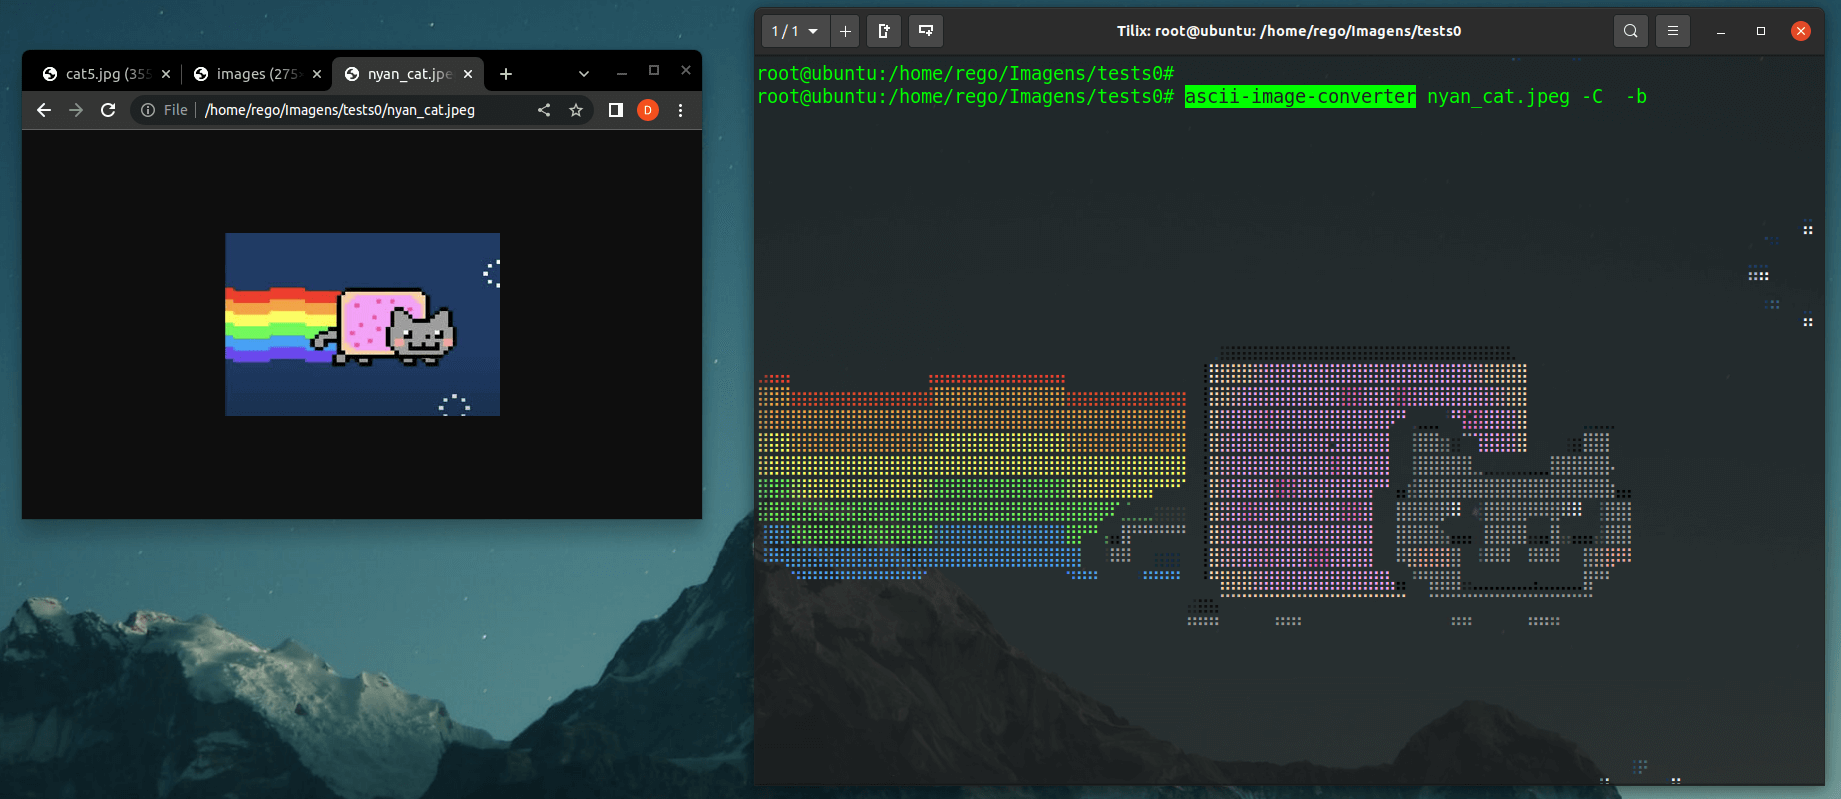 cat5.jpg (355
images (275×
nyan_cat.jpe
File
/home/rego/Imagens/tests0/nyan_cat.jpeg
D
1 / 1
Tilix: root@ubuntu: /home/rego/Imagens/tests0
root@ubuntu:/home/rego/Imagens/tests0#
root@ubuntu:/home/rego/Imagens/tests0# ascii-image-converter nyan_cat.jpeg -C  -b